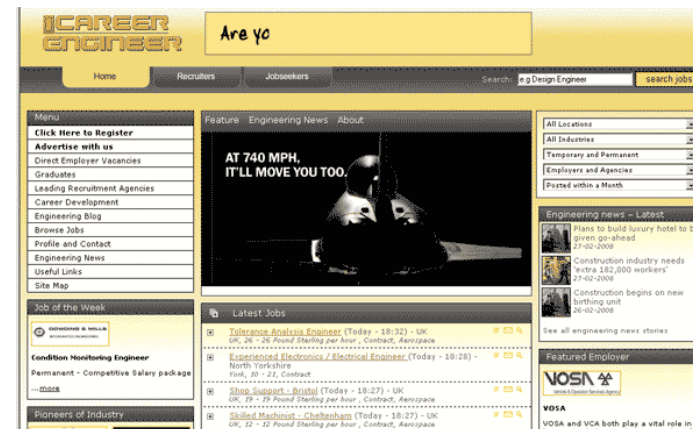 CAREER
ENGINEER
Are yo
Home
Recruiters
Jobseekers
Search:
e.g Design Engineer
search jobs
Menu
Click Here to Register
Advertise with us
Direct Employer Vacancies
Graduates
Leading Recruitment Agencies
Career Development
Engineering Blog
Browse Jobs
Profile and Contact
Engineering News
Useful Links
Site Map
Job of the Week
DOWDING & MILLS
Condition Monitoring Engineer
Permanent - Competitive Salary package
...more
Pioneers of Industry
Feature Engineering News About
AT 740 MPH,
IT'LL MOVE YOU TOO.
Latest Jobs
Tolerance Analysis Engineer (Today - 18:32) - UK
UK, 26 - 26 Pound Sterling per hour , Contract, Aerospace
Experienced Electronics / Electrical Engineer (Today - 18:28) -
North Yorkshire
York, 10 - 21, Contract
Shop Support - Bristol (Today - 18:27) - UK
UK, 19 - 19 Pound Sterling per hour , Contract, Aerospace
Skilled Machinist - Cheltenham (Today - 18:27) - UK
UK, 12 - 12 Pound Sterling per hour , Contract, Aerospace
All Locations
All Industries
Temporary and Permanent
Employers and Agencies
Posted within a Month
Engineering news - Latest
Plans to build luxury hotel to b
given go-ahead
27-02-2008
Construction industry needs
'extra 182,000 workers'
27-02-2008
Construction begins on new
birthing unit
26-02-2008
See all engineering news stories
Featured Employer
VOSA
Vehicle & Operator Services Agency
VOSA
VOSA and VCA both play a vital role in